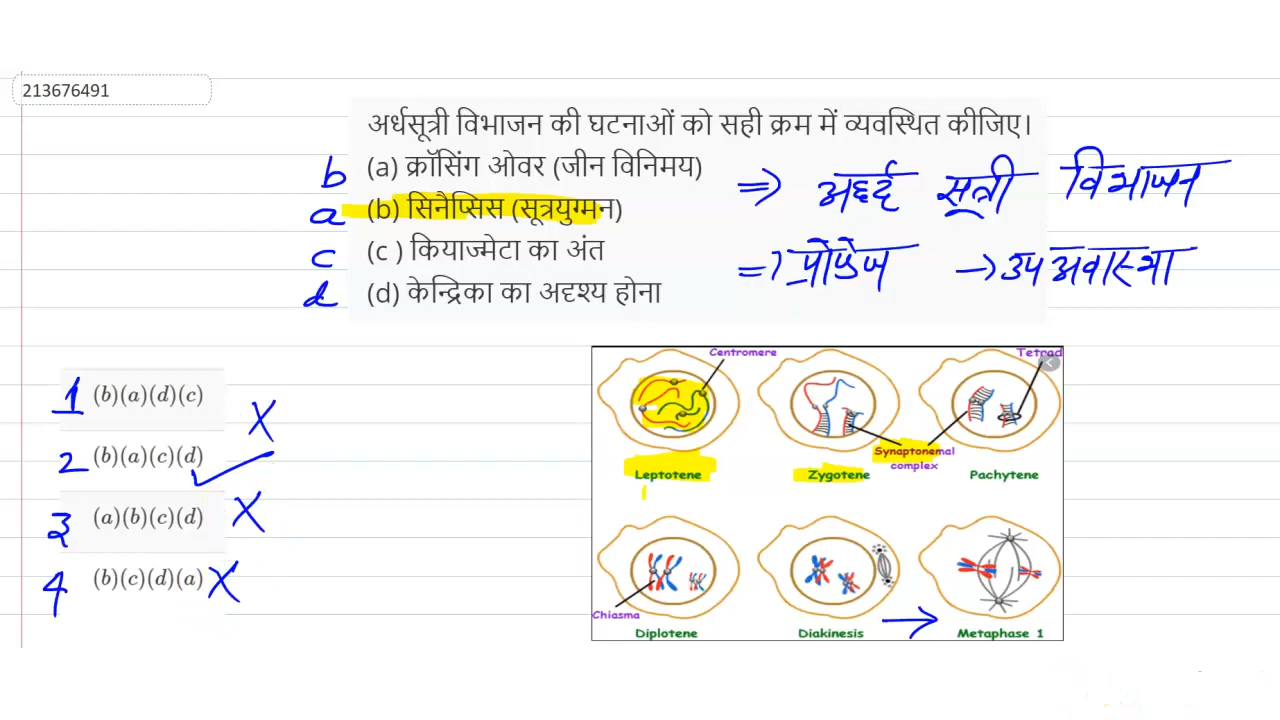 213676491
अर्धसूत्री विभाजन की घटनाओं को सही क्रम में व्यवस्थित कीजिए।
b (a) क्रॉसिंग ओवर (जीन विनिमय)
a (b) सिनैप्सिस (सूत्रयुग्मन)
c (c ) कियाज्मेटा का अंत
d (d) केन्द्रिका का अदृश्य होना
=> अर्द्ध सूत्री विभाजन
=> प्रोफेज → उपअवास्था
1 (b)(a)(d)(c) X
2 (b)(a)(c)(d) ✓
3 (a)(b)(c)(d) X
4 (b)(c)(d)(a) X
Centromere
Tetrad
Synaptonemal
complex
Leptotene Zygotene Pachytene
Chiasma
Diplotene Diakinesis → Metaphase 1